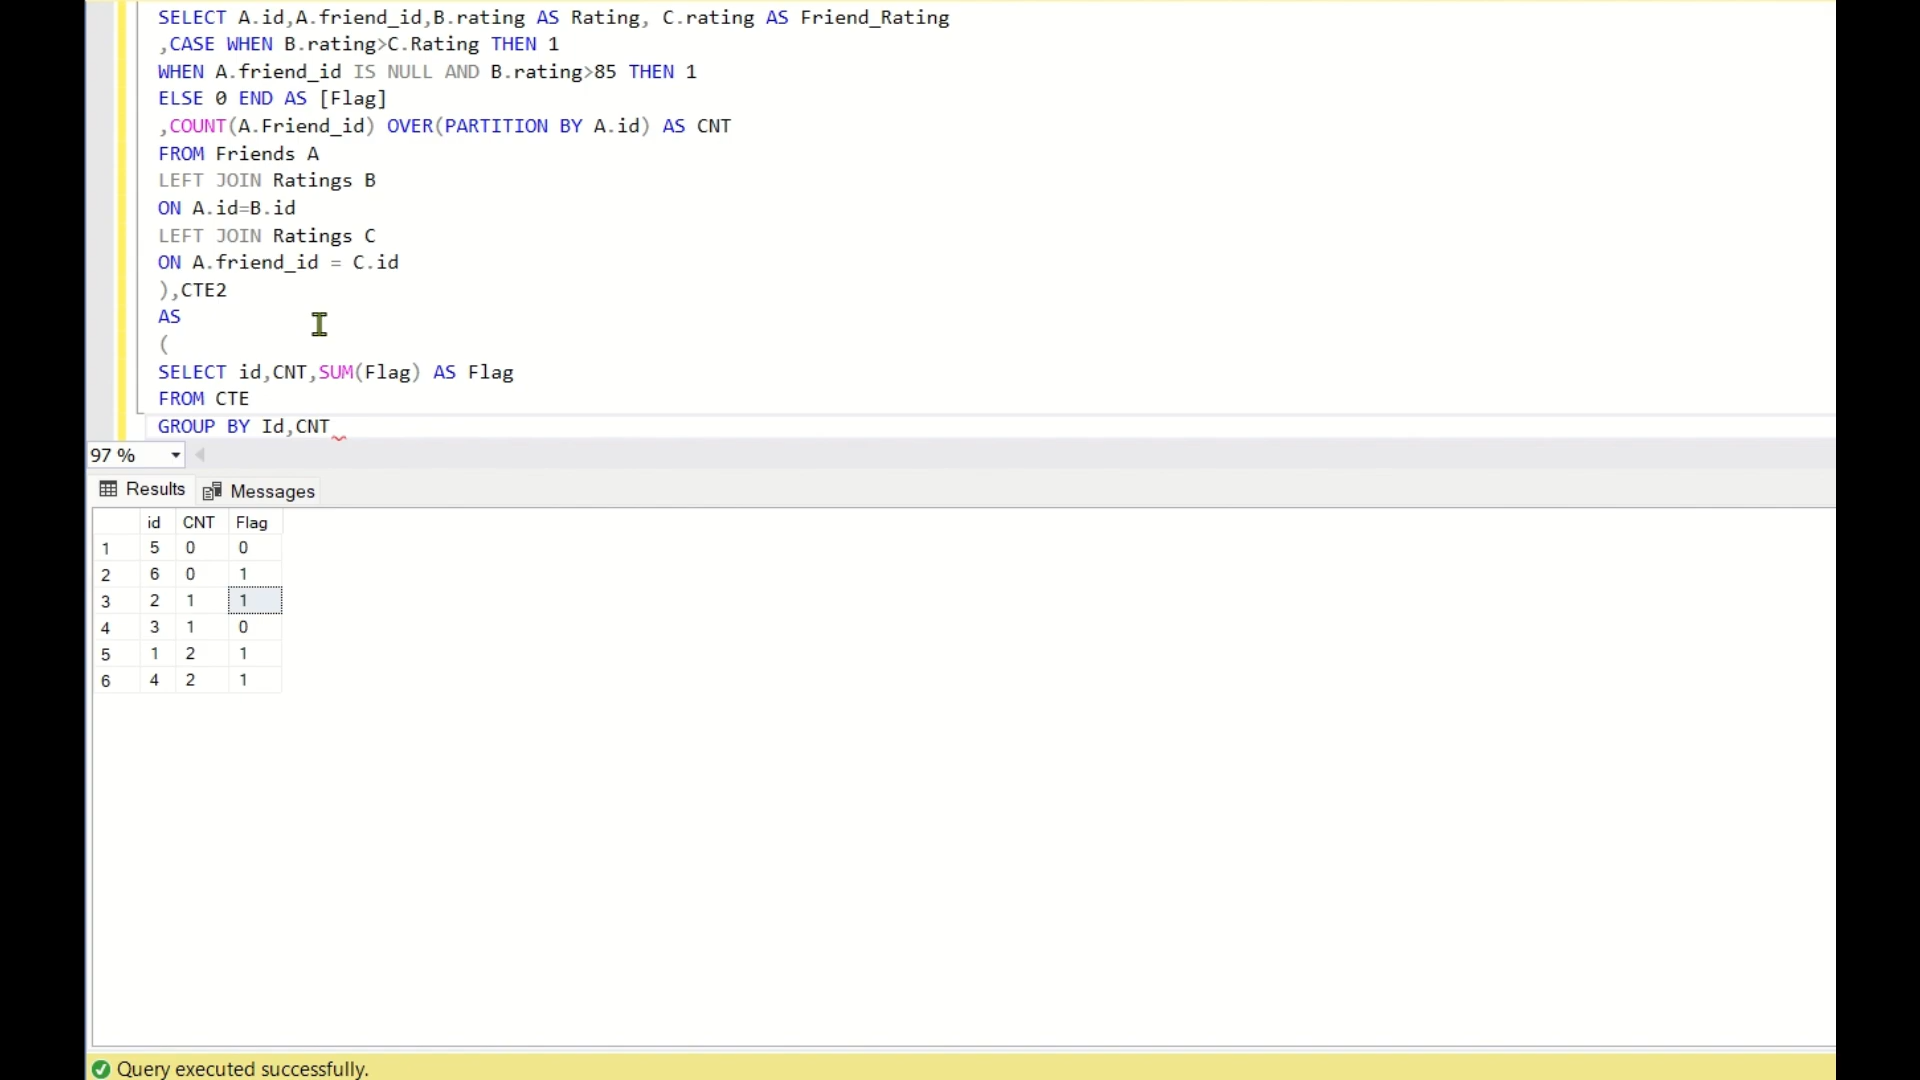 SELECT A.id,A.friend_id,B.rating AS Rating, C.rating AS Friend_Rating
,CASE WHEN B.rating>C.Rating THEN 1
WHEN A.friend_id IS NULL AND B.rating>85 THEN 1
ELSE 0 END AS [Flag]
,COUNT(A.Friend_id) OVER(PARTITION BY A.id) AS CNT
FROM Friends A
LEFT JOIN Ratings B
ON A.id=B.id
LEFT JOIN Ratings C
ON A.friend_id = C.id
),CTE2
AS
(
SELECT id,CNT,SUM(Flag) AS Flag
FROM CTE
GROUP BY Id,CNT
97 %
Results Messages
id CNT Flag
1 5 0 0
2 6 0 1
3 2 1 1
4 3 1 0
5 1 2 1
6 4 2 1
Query executed successfully.